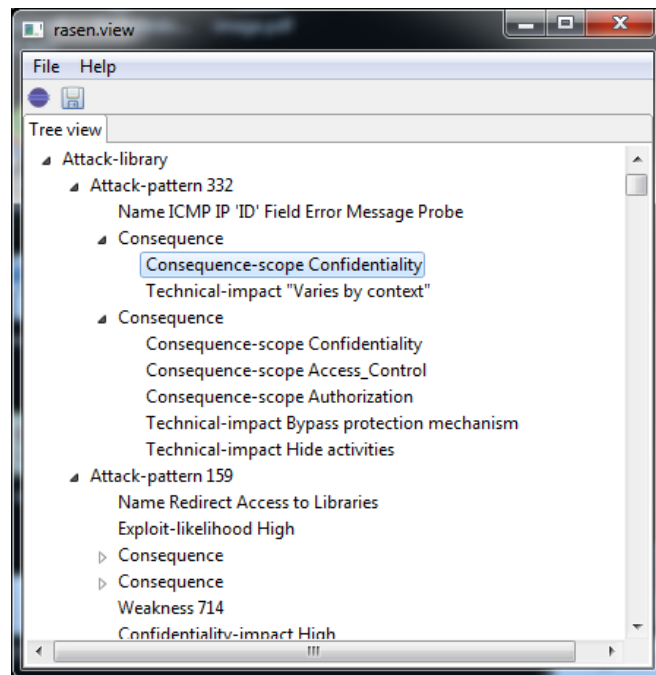 rasen.view
File Help
Tree view
Attack-library
Attack-pattern 332
Name ICMP IP 'ID' Field Error Message Probe
Consequence
Consequence-scope Confidentiality
Technical-impact "Varies by context"
Consequence
Consequence-scope Confidentiality
Consequence-scope Access_Control
Consequence-scope Authorization
Technical-impact Bypass protection mechanism
Technical-impact Hide activities
Attack-pattern 159
Name Redirect Access to Libraries
Exploit-likelihood High
Consequence
Consequence
Weakness 714
Confidentiality-impact High